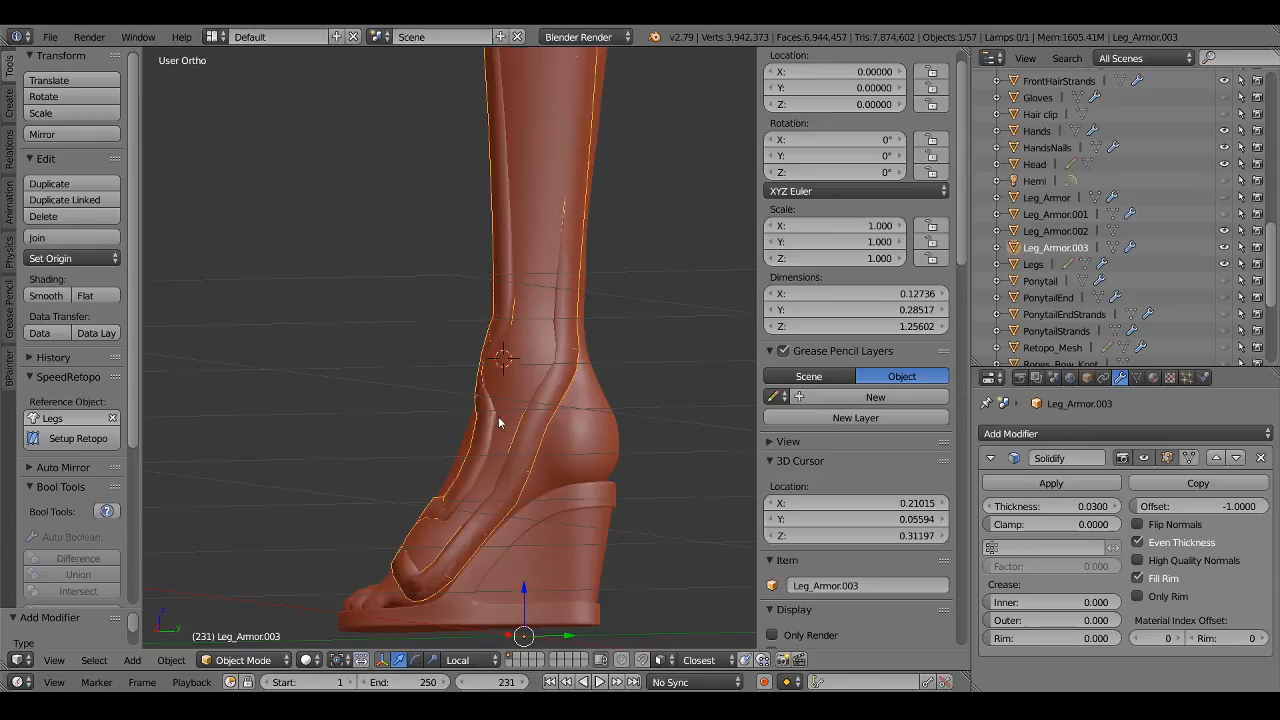 File Render Window Help Default Scene Blender Render v2.79 | Verts:3,942,373 | Faces:6,944,457 | Tris:7,874,602 | Objects:1/57 | Lamps:0/1 | Mem:1605.41M | Leg_Armor.003
Tools
Create
Relations
Animation
Physics
Grease Pencil
BPainter
Transform
Translate
Rotate
Scale
Mirror
Edit
Duplicate
Duplicate Linked
Delete
Join
Set Origin
Shading:
Smooth Flat
Data Transfer:
Data Data Lay
History
SpeedRetopo
Reference Object:
Legs
Setup Retopo
Auto Mirror
Bool Tools
Bool Tools:
Auto Boolean:
Difference
Union
Intersect
Add Modifier
Type
User Ortho
(231) Leg_Armor.003
Location:
X: 0.00000
Y: 0.00000
Z: 0.00000
Rotation:
X: 0°
Y: 0°
Z: 0°
XYZ Euler
Scale:
X: 1.000
Y: 1.000
Z: 1.000
Dimensions:
X: 0.12736
Y: 0.28517
Z: 1.25602
Grease Pencil Layers
Scene Object
New
New Layer
View
3D Cursor
Location:
X: 0.21015
Y: 0.05594
Z: 0.31197
Item
Leg_Armor.003
Display
Only Render
View Search All Scenes
FrontHairStrands
Gloves
Hair clip
Hands
HandsNails
Head
Hemi
Leg_Armor
Leg_Armor.001
Leg_Armor.002
Leg_Armor.003
Legs
Ponytail
PonytailEnd
PonytailEndStrands
PonytailStrands
Retopo_Mesh
Leg_Armor.003
Add Modifier
Solidify
Apply Copy
Thickness: 0.0300 Offset: -1.0000
Clamp: 0.0000 Flip Normals
Even Thickness
Factor: 0.000 High Quality Normals
Crease: Fill Rim
Inner: 0.000 Only Rim
Outer: 0.000 Material Index Offset:
Rim: 0.000 0 Rim: 0
View Select Add Object Object Mode Local Closest
View Marker Frame Playback Start: 1 End: 250 231 No Sync